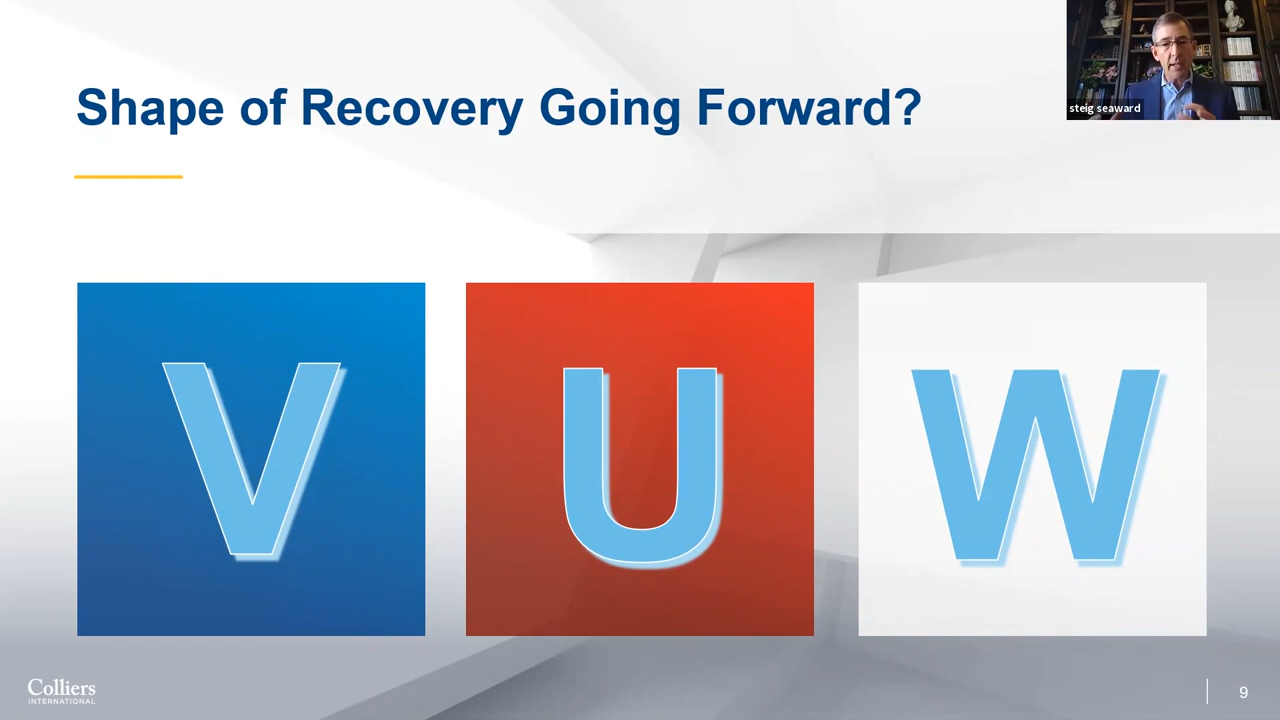 Shape of Recovery Going Forward?
steig seaward
V
U
W
Colliers
INTERNATIONAL
9